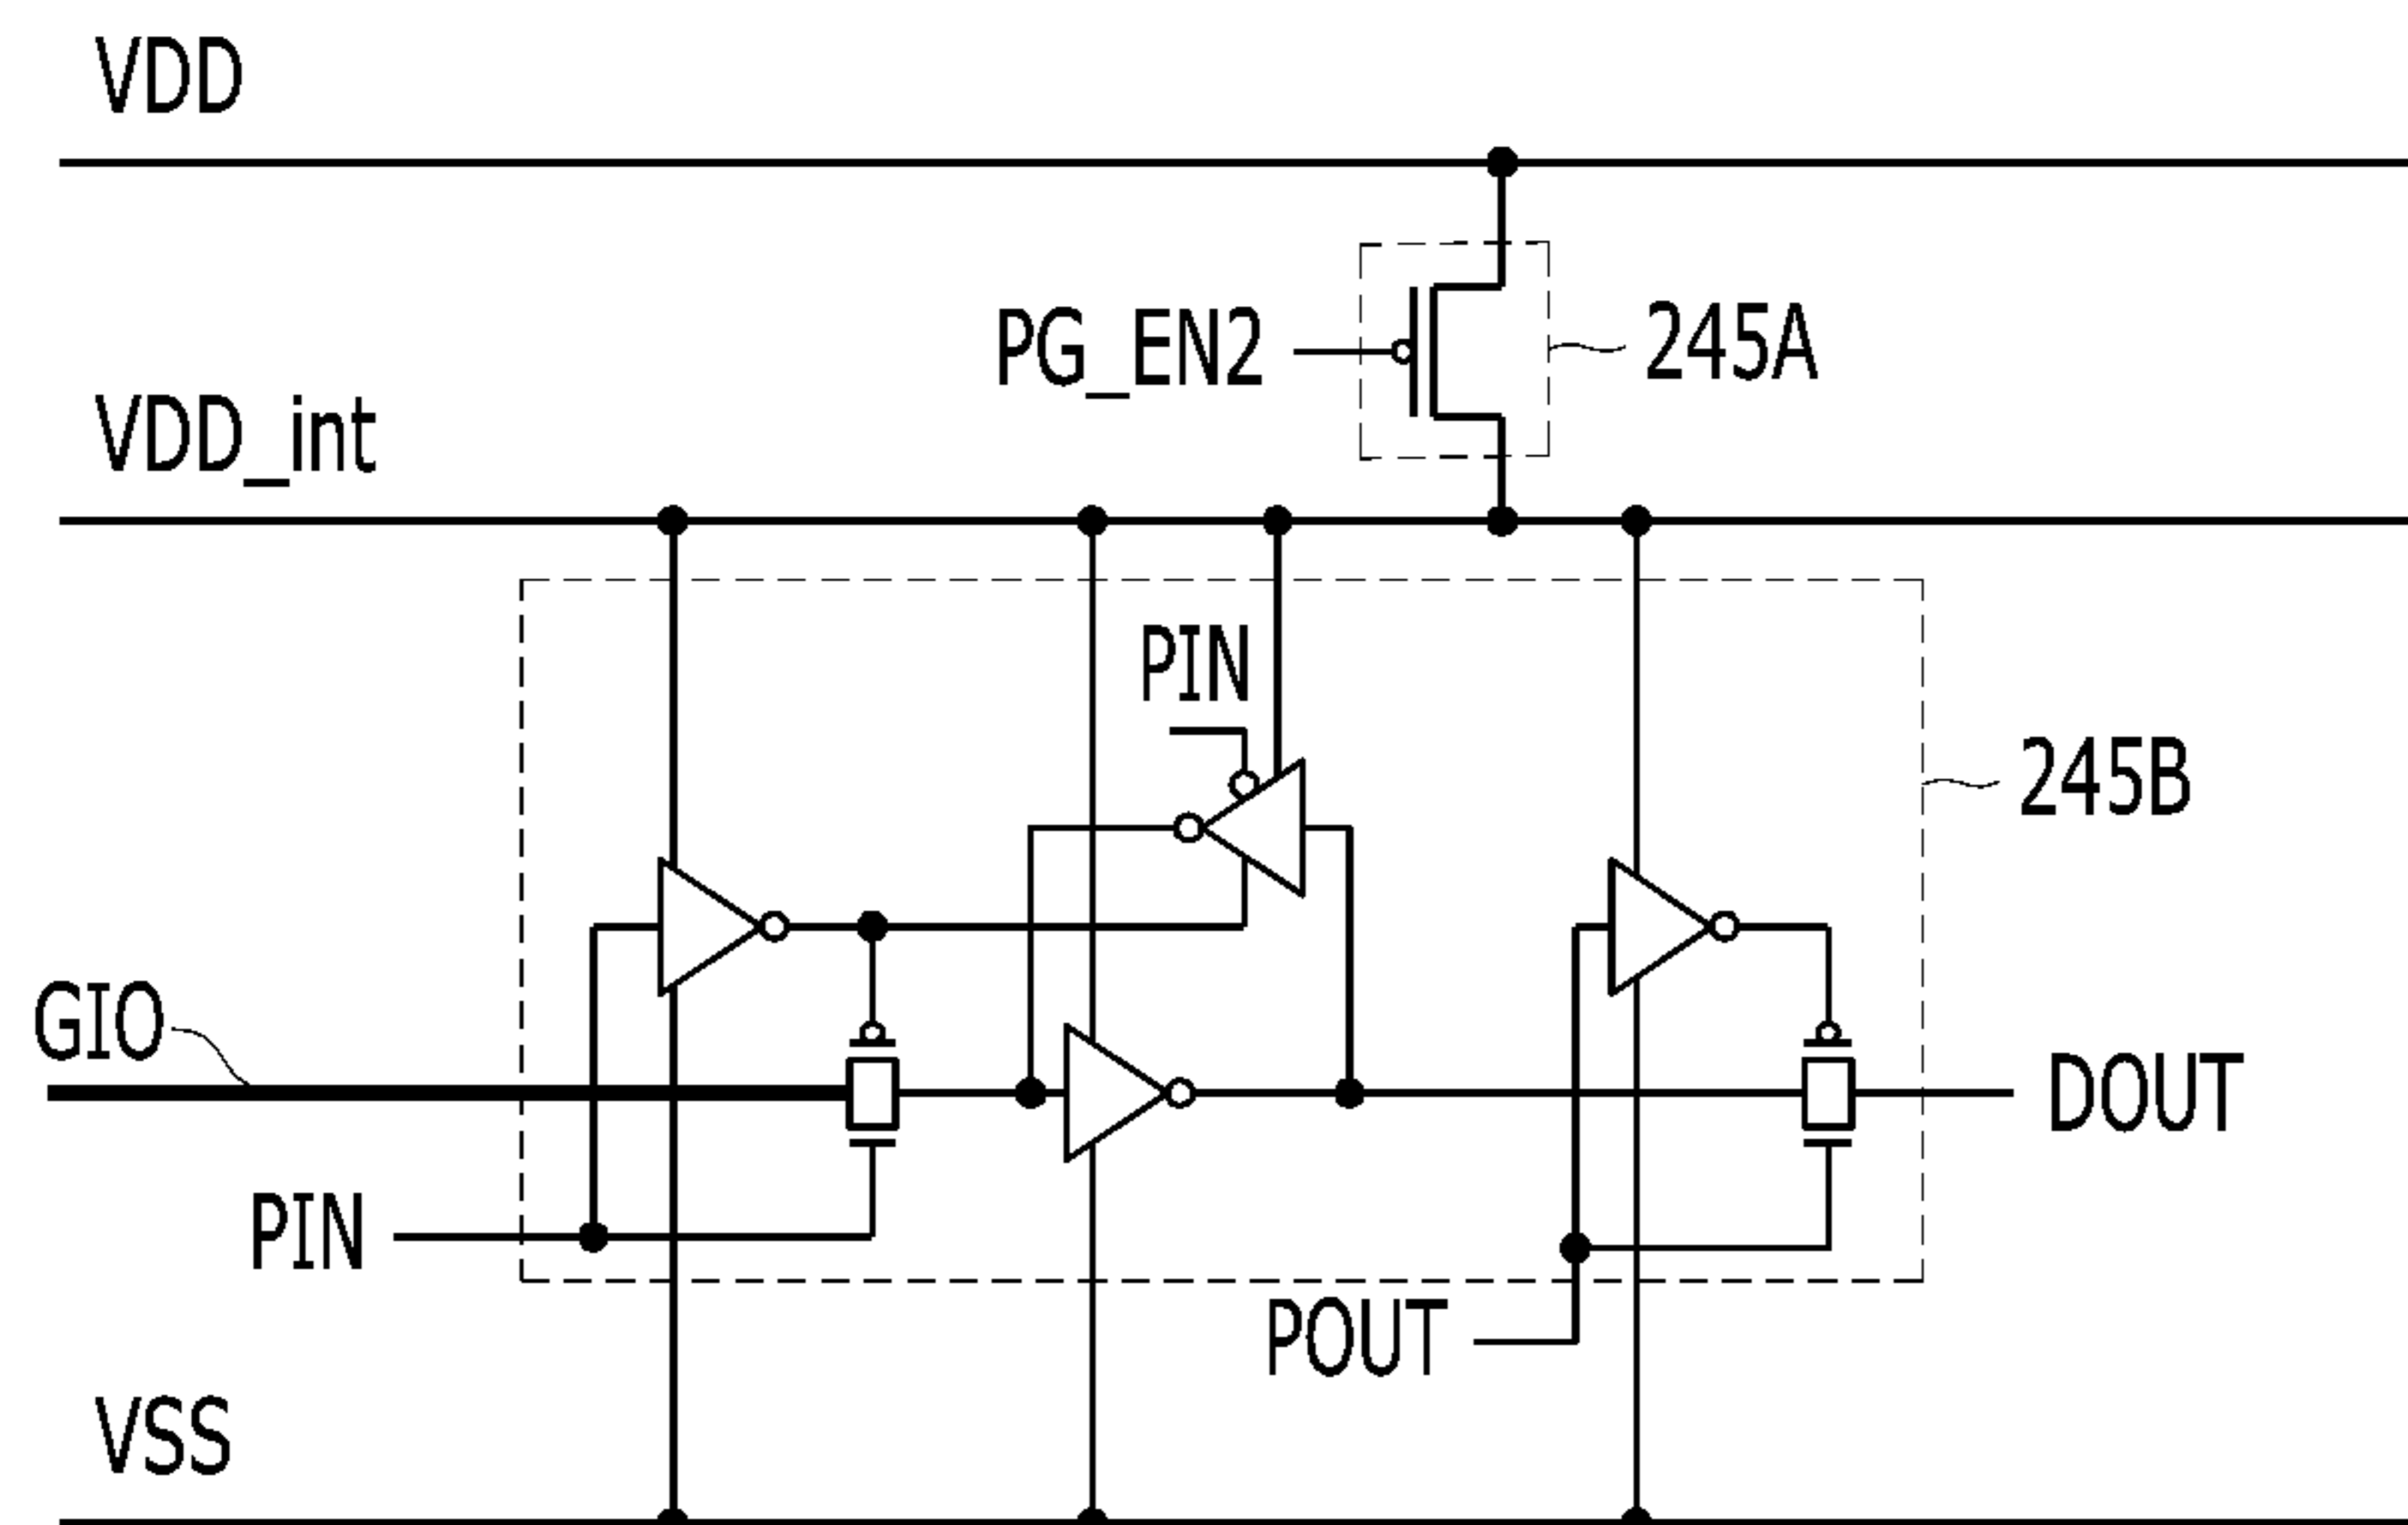 VDD
PG_EN2
245A
VDD_int
PIN
245B
GIO
DOUT
PIN
POUT
VSS